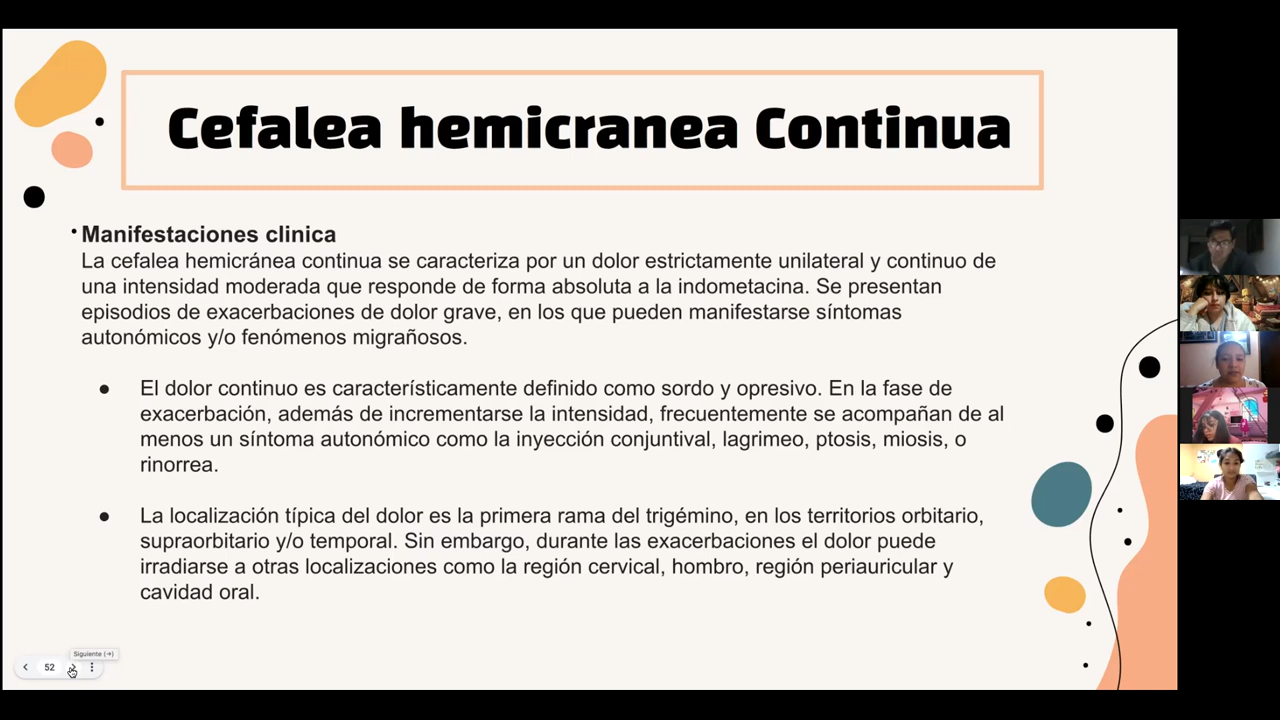 Cefalea hemicranea Continua
• Manifestaciones clinica
La cefalea hemicránea continua se caracteriza por un dolor estrictamente unilateral y continuo de
una intensidad moderada que responde de forma absoluta a la indometacina. Se presentan
episodios de exacerbaciones de dolor grave, en los que pueden manifestarse síntomas
autonómicos y/o fenómenos migrañosos.
● El dolor continuo es característicamente definido como sordo y opresivo. En la fase de
exacerbación, además de incrementarse la intensidad, frecuentemente se acompañan de al
menos un síntoma autonómico como la inyección conjuntival, lagrimeo, ptosis, miosis, o
rinorrea.
● La localización típica del dolor es la primera rama del trigémino, en los territorios orbitario,
supraorbitario y/o temporal. Sin embargo, durante las exacerbaciones el dolor puede
irradiarse a otras localizaciones como la región cervical, hombro, región periauricular y
cavidad oral.
Siguiente (→)
52